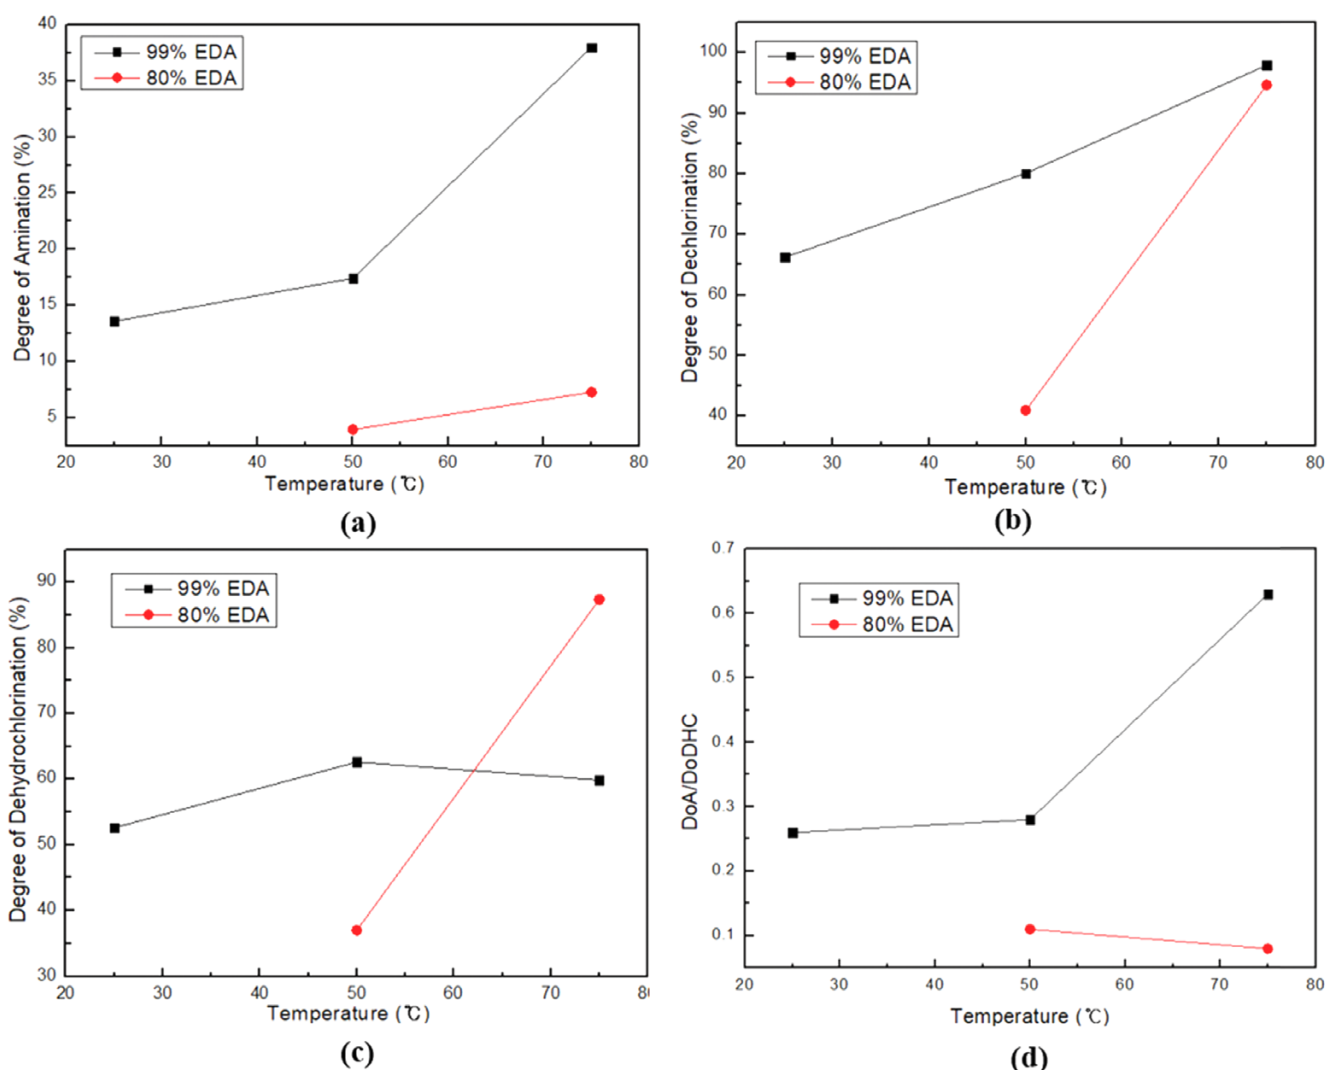 40
35
30
25
20
15
10
5
Degree of Amination (%)
99% EDA
80% EDA
20 30 40 50 60 70 80
Temperature (℃)
(a)
100
90
80
70
60
50
40
Degree of Dechlorination (%)
99% EDA
80% EDA
20 30 40 50 60 70 80
Temperature (℃)
(b)
90
80
70
60
50
40
30
Degree of Dehydrochlorination (%)
99% EDA
80% EDA
20 30 40 50 60 70 80
Temperature (℃)
(c)
0.7
0.6
0.5
0.4
0.3
0.2
0.1
DoA/DoDHC
99% EDA
80% EDA
20 30 40 50 60 70 80
Temperature (℃)
(d)